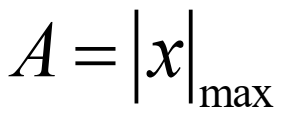 A = |x|max